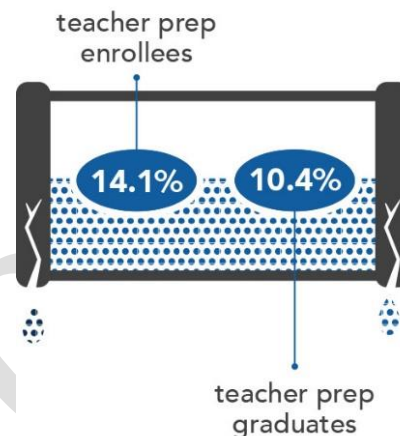 teacher prep
enrollees
14.1%
10.4%
teacher prep
graduates